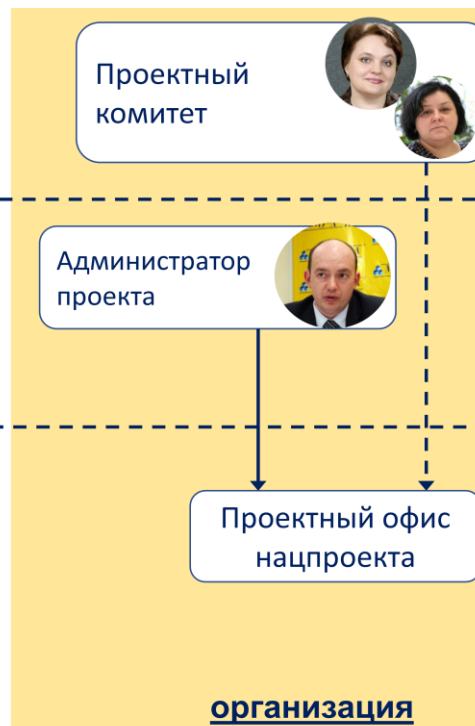 Проектный
комитет
Администратор
проекта
Проектный офис
нацпроекта
организация